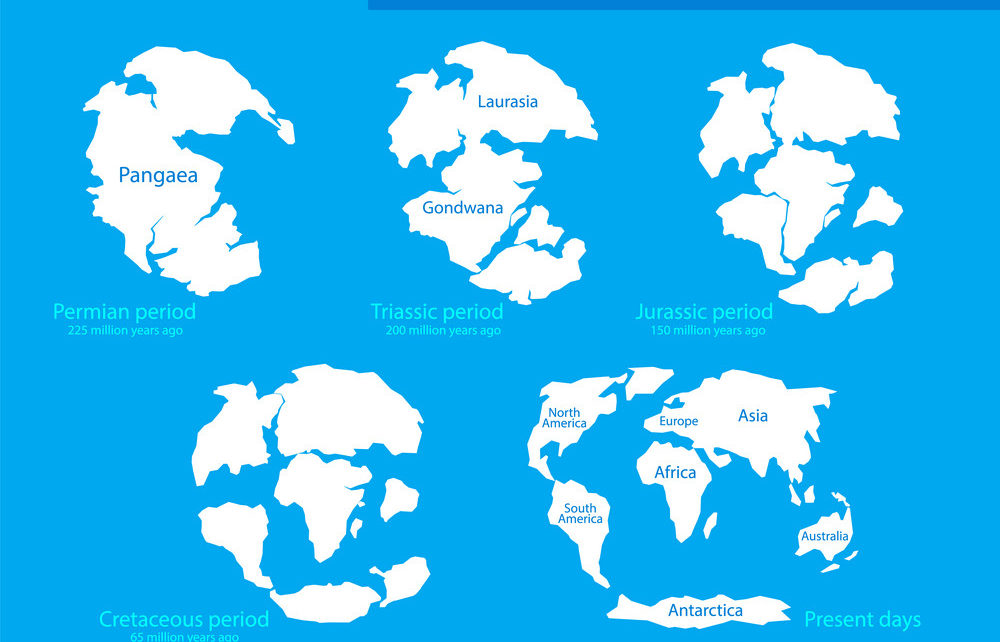 Pangaea
Permian period
225 million years ago
Laurasia
Gondwana
Triassic period
200 million years ago
Jurassic period
150 million years ago
Cretaceous period
65 million years ago
North
America
Europe
Asia
Africa
South
America
Australia
Antarctica
Present days